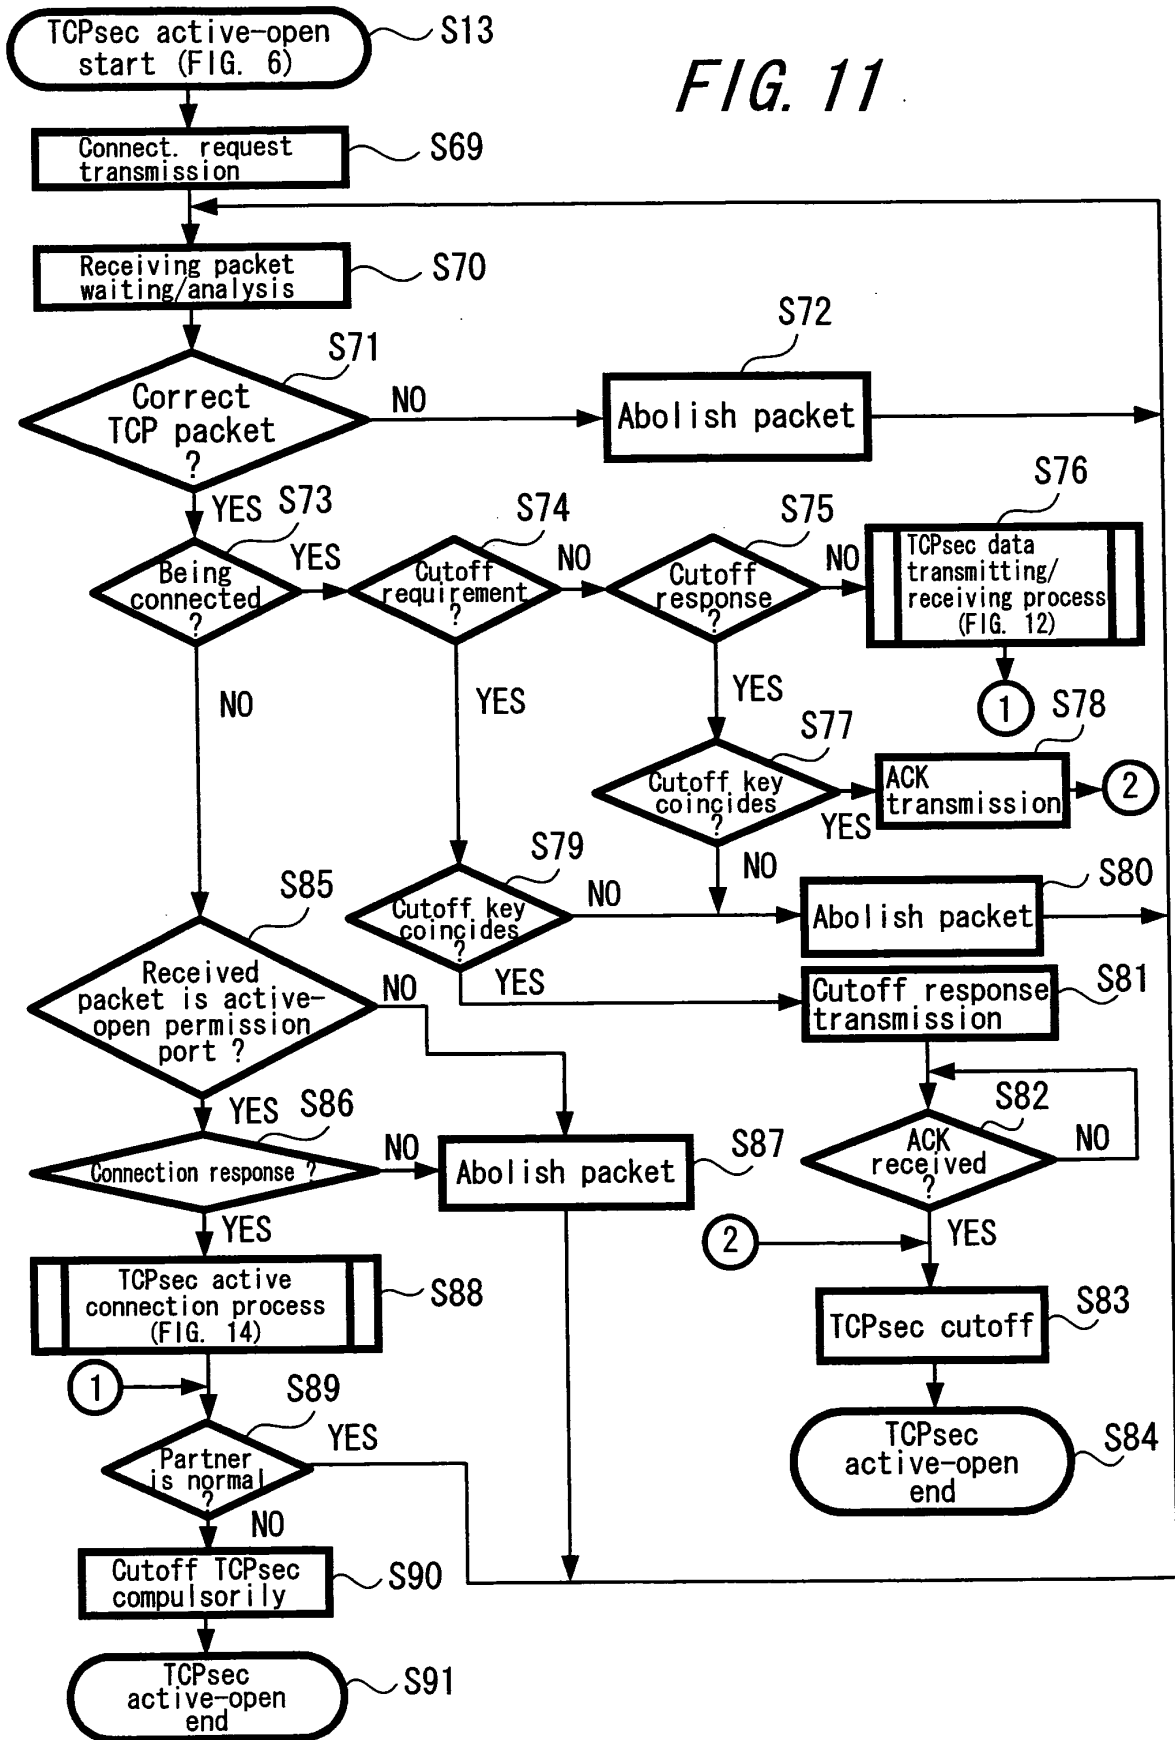 FIG. 11
TCPsec active-open
start (FIG. 6)
S13
Connect. request
transmission
S69
Receiving packet
waiting/analysis
S70
S71
Correct
TCP packet
?
NO
S72
Abolish packet
YES
S73
Being
connected
?
YES
S74
Cutoff
requirement
?
NO
S75
Cutoff
response
?
NO
S76
TCPsec data
transmitting/
receiving process
(FIG. 12)
1
NO
YES
YES
S77
Cutoff key
coincides
?
YES
S78
ACK
transmission
2
NO
S79
Cutoff key
coincides
?
NO
S80
Abolish packet
YES
S81
Cutoff response
transmission
S85
Received
packet is active-
open permission
port ?
NO
YES
S82
ACK
received
?
NO
YES
S86
Connection response ?
NO
S87
Abolish packet
YES
2
TCPsec active
connection process
(FIG. 14)
S88
S83
TCPsec cutoff
1
S89
Partner
is normal
?
YES
TCPsec
active-open
end
S84
NO
Cutoff TCPsec
compulsorily
S90
TCPsec
active-open
end
S91